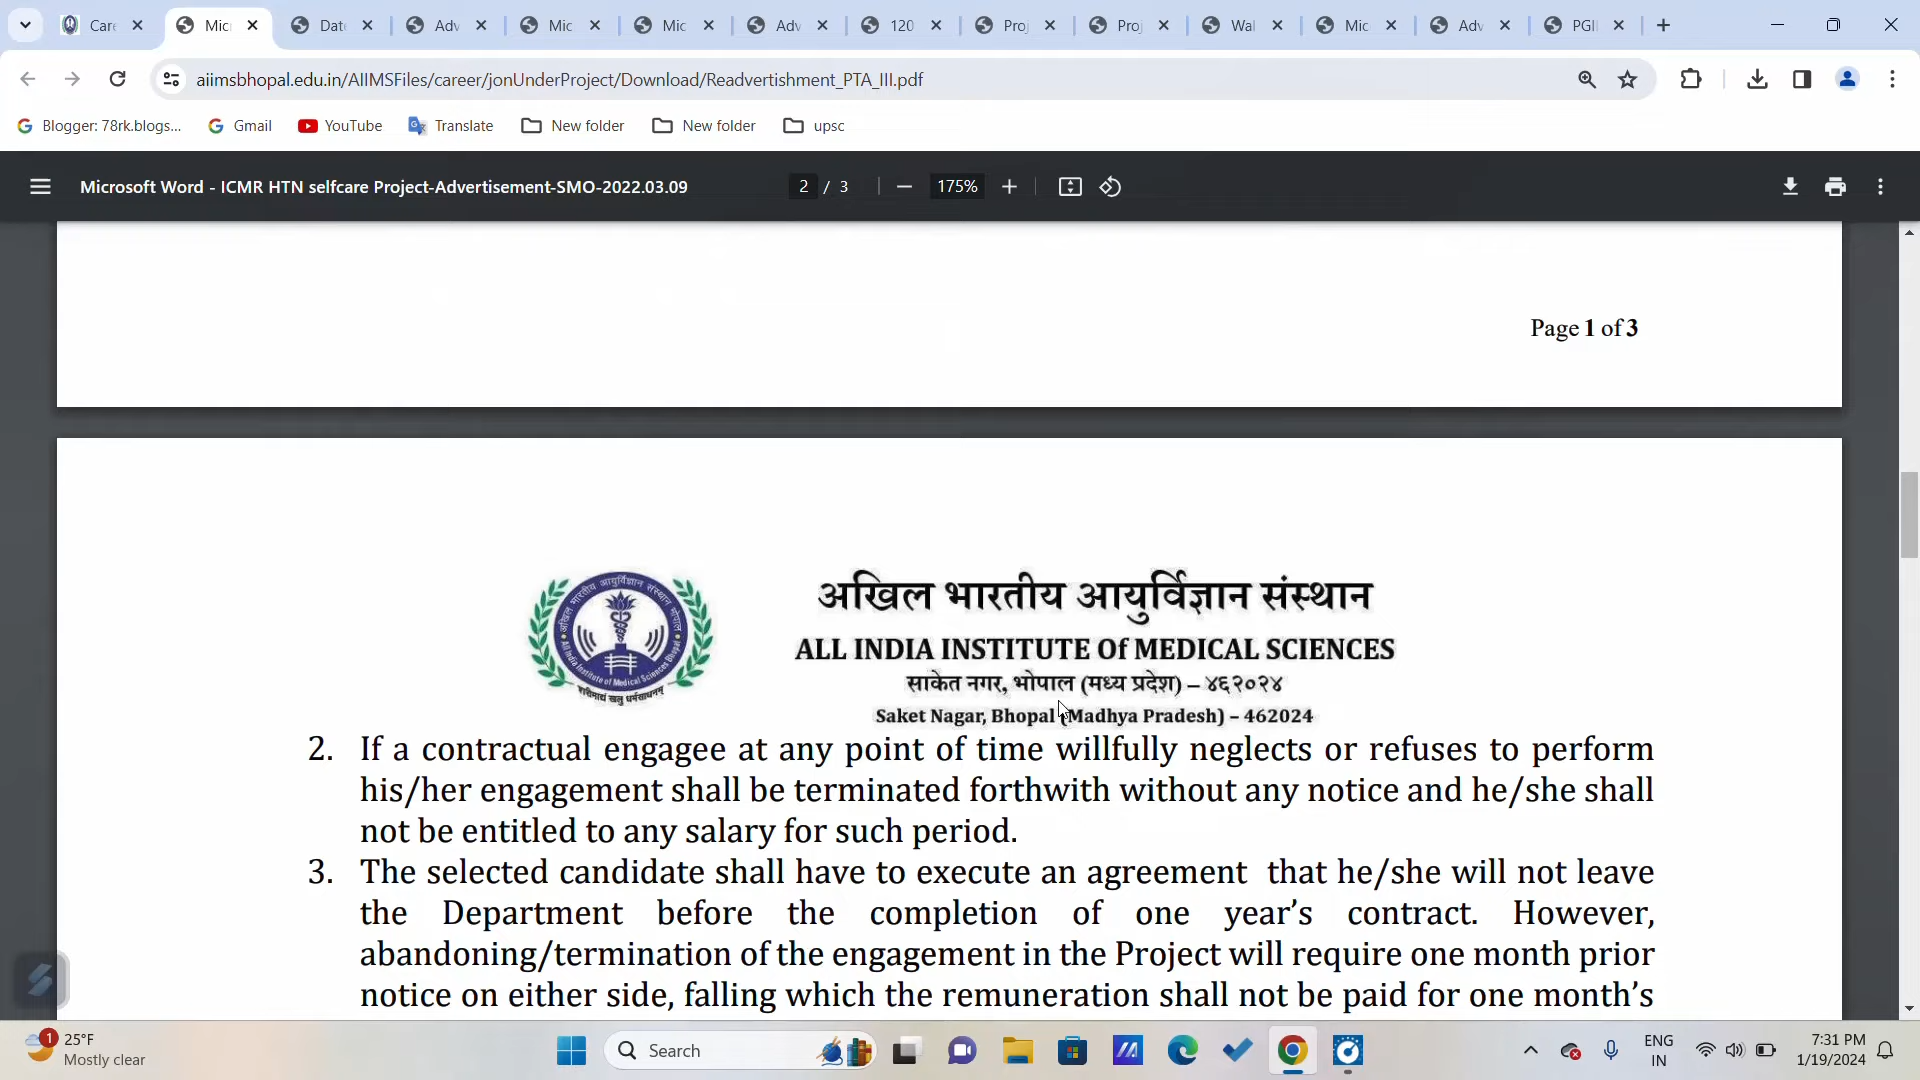 Care
Mic
Date
Adv
Mic
Mic
Adv
120
Proj
Proj
Wal
Mic
Adv
PGI
aiimsbhopal.edu.in/AIIMSFiles/career/jonUnderProject/Download/Readvertishment_PTA_III.pdf
Blogger: 78rk.blogs...
Gmail
YouTube
Translate
New folder
New folder
upsc
Microsoft Word - ICMR HTN selfcare Project-Advertisement-SMO-2022.03.09
2 / 3
175%
Page 1 of 3
अखिल भारतीय आयुर्विज्ञान संस्थान
ALL INDIA INSTITUTE Of MEDICAL SCIENCES
साकेत नगर, भोपाल (मध्य प्रदेश) – ४६२०२४
Saket Nagar, Bhopal (Madhya Pradesh) – 462024
2. If a contractual engagee at any point of time willfully neglects or refuses to perform
his/her engagement shall be terminated forthwith without any notice and he/she shall
not be entitled to any salary for such period.
3. The selected candidate shall have to execute an agreement that he/she will not leave
the Department before the completion of one year's contract. However,
abandoning/termination of the engagement in the Project will require one month prior
notice on either side, falling which the remuneration shall not be paid for one month's
1
25°F
Mostly clear
Search
ENG
IN
7:31 PM
1/19/2024